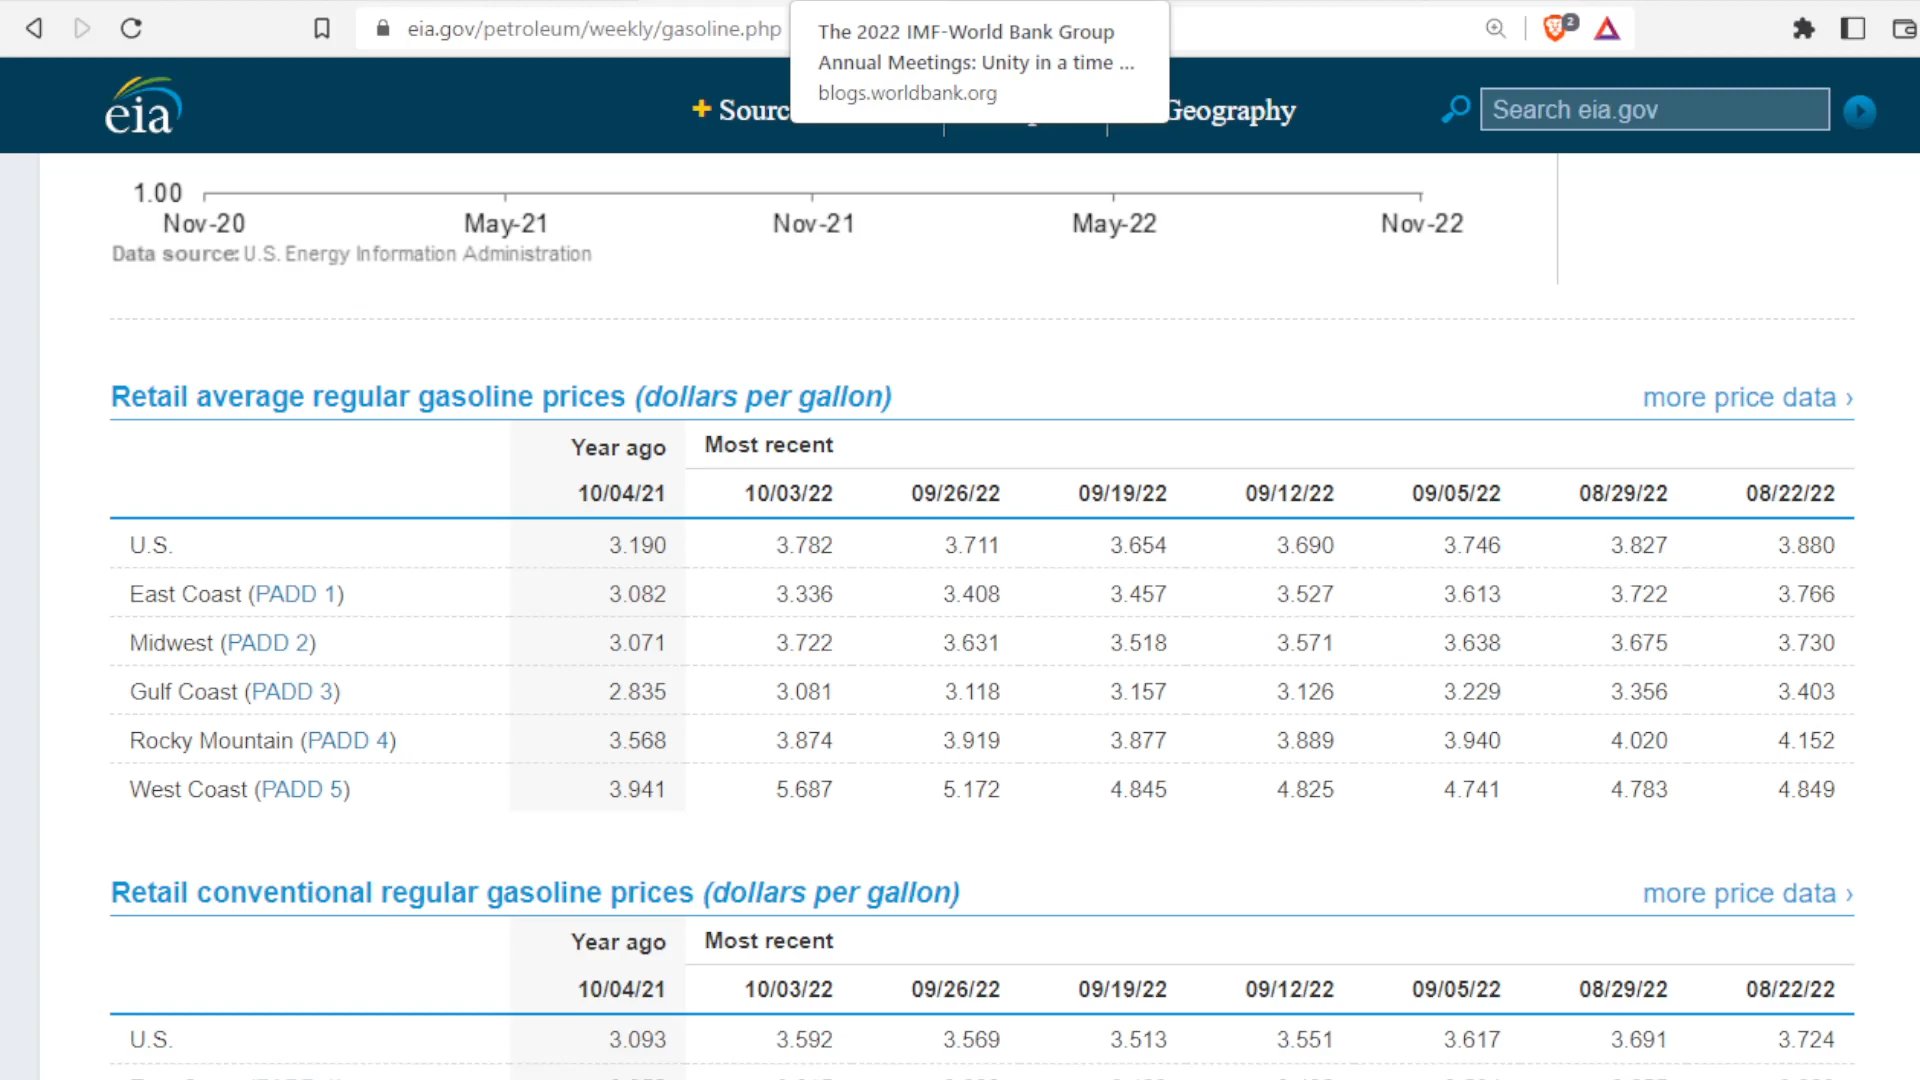 eia.gov/petroleum/weekly/gasoline.php
The 2022 IMF-World Bank Group
Annual Meetings: Unity in a time ...
blogs.worldbank.org
2
eia
+ Sourc
Geography
Search eia.gov
1.00
Nov-20 May-21 Nov-21 May-22 Nov-22
Data source: U.S. Energy Information Administration
Retail average regular gasoline prices (dollars per gallon) more price data ›
Year ago Most recent
10/04/21 10/03/22 09/26/22 09/19/22 09/12/22 09/05/22 08/29/22 08/22/22
U.S. 3.190 3.782 3.711 3.654 3.690 3.746 3.827 3.880
East Coast (PADD 1) 3.082 3.336 3.408 3.457 3.527 3.613 3.722 3.766
Midwest (PADD 2) 3.071 3.722 3.631 3.518 3.571 3.638 3.675 3.730
Gulf Coast (PADD 3) 2.835 3.081 3.118 3.157 3.126 3.229 3.356 3.403
Rocky Mountain (PADD 4) 3.568 3.874 3.919 3.877 3.889 3.940 4.020 4.152
West Coast (PADD 5) 3.941 5.687 5.172 4.845 4.825 4.741 4.783 4.849
Retail conventional regular gasoline prices (dollars per gallon) more price data ›
Year ago Most recent
10/04/21 10/03/22 09/26/22 09/19/22 09/12/22 09/05/22 08/29/22 08/22/22
U.S. 3.093 3.592 3.569 3.513 3.551 3.617 3.691 3.724